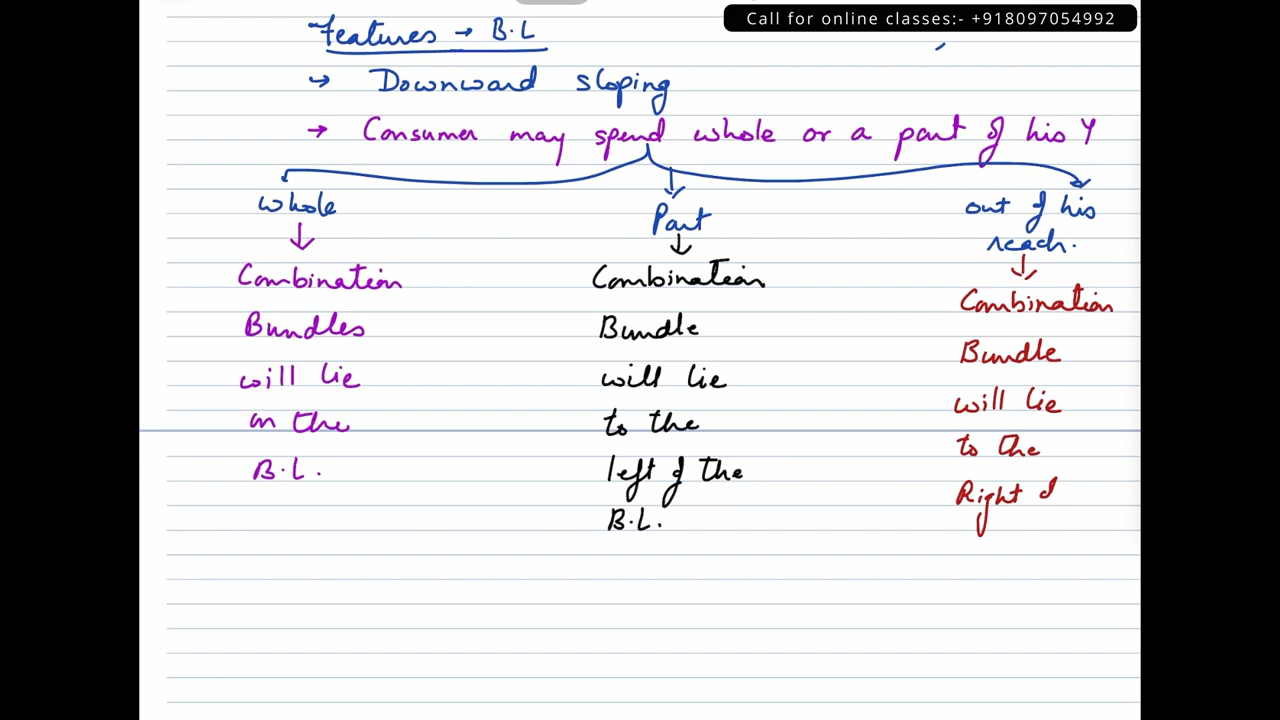 Call for online classes:- +918097054992
Features → B.L
→ Downward sloping
→ Consumer may spend whole or a part of his Y
whole
↓
Combination
Bundles
will lie
on the
B.L.
Part
↓
Combination
Bundle
will lie
to the
left of the
B.L.
out of his
reach.
↓
Combination
Bundle
will lie
to the
Right